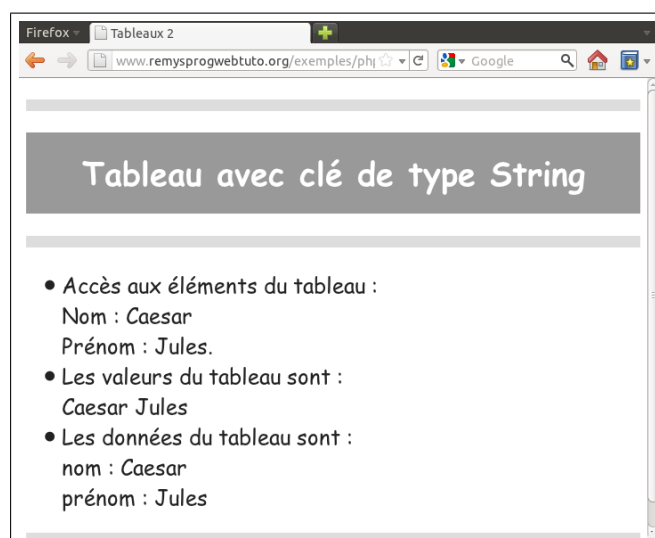 Firefox
Tableaux 2
www.remysprogwebtuto.org/exemples/ph
Google
Tableau avec clé de type String
Accès aux éléments du tableau :
Nom : Caesar
Prénom : Jules.
Les valeurs du tableau sont :
Caesar Jules
Les données du tableau sont :
nom : Caesar
prénom : Jules